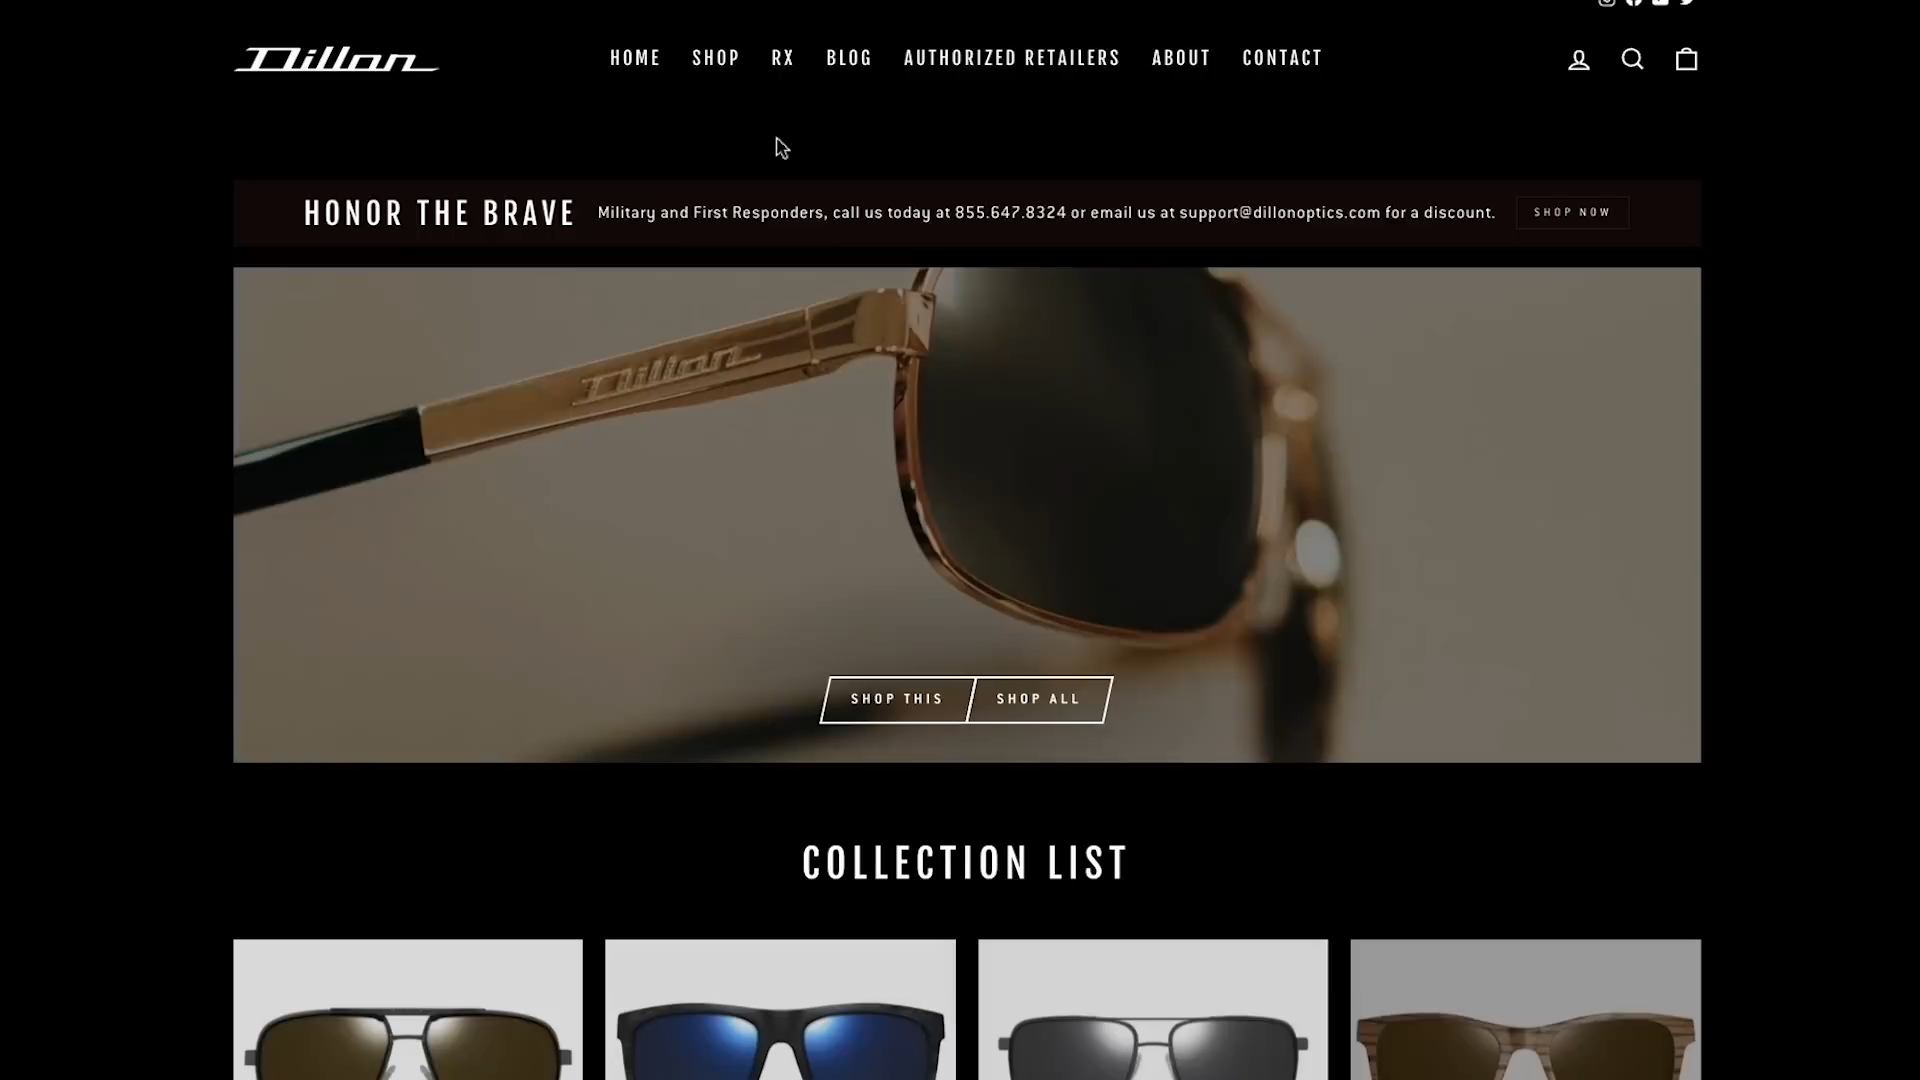 Dillon
HOME SHOP RX BLOG AUTHORIZED RETAILERS ABOUT CONTACT
HONOR THE BRAVE Military and First Responders, call us today at 855.647.8324 or email us at support@dillonoptics.com for a discount. SHOP NOW
Dillon
SHOP THIS SHOP ALL
COLLECTION LIST